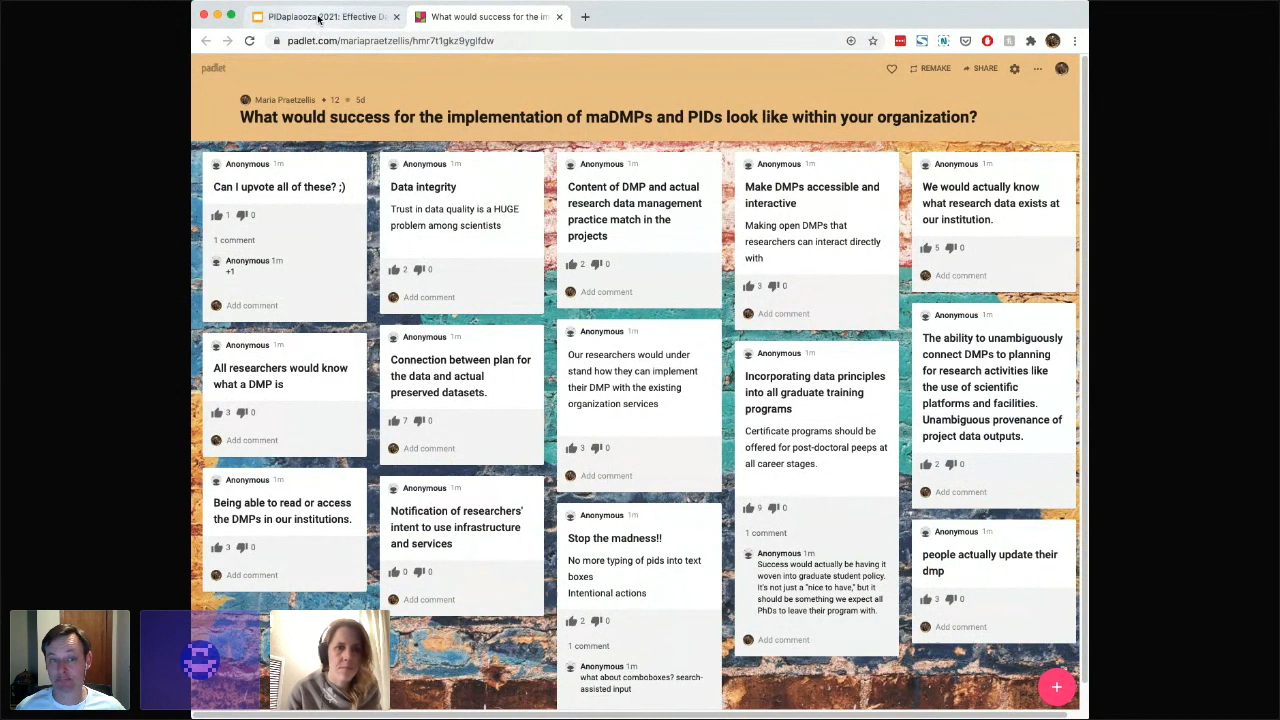 PIDapalooza 2021: Effective Da
What would success for the im
padlet.com/mariapraetzellis/hmr7t1gkz9yglfdw
padlet
REMAKE
SHARE
Maria Praetzellis + 12 5d
What would success for the implementation of maDMPs and PIDs look like within your organization?
Anonymous 1m
Can I upvote all of these? ;)
1 0
1 comment
Anonymous 1m
+1
Add comment
Anonymous 1m
All researchers would know
what a DMP is
3 0
Add comment
Anonymous 1m
Being able to read or access
the DMPs in our institutions.
3 0
Add comment
Anonymous 1m
Data integrity
Trust in data quality is a HUGE
problem among scientists
2 0
Add comment
Anonymous 1m
Connection between plan for
the data and actual
preserved datasets.
7 0
Add comment
Anonymous 1m
Notification of researchers'
intent to use infrastructure
and services
0 0
Add comment
Anonymous 1m
Content of DMP and actual
research data management
practice match in the
projects
2 0
Add comment
Anonymous 1m
Our researchers would under
stand how they can implement
their DMP with the existing
organization services
3 0
Add comment
Anonymous 1m
Stop the madness!!
No more typing of pids into text
boxes
Intentional actions
2 0
1 comment
Anonymous 1m
what about comboboxes? search-
assisted input
Anonymous 1m
Make DMPs accessible and
interactive
Making open DMPs that
researchers can interact directly
with
3 0
Add comment
Anonymous 1m
Incorporating data principles
into all graduate training
programs
Certificate programs should be
offered for post-doctoral peeps at
all career stages.
9 0
1 comment
Anonymous 1m
Success would actually be having it
woven into graduate student policy.
It's not just a "nice to have," but it
should be something we expect all
PhDs to leave their program with.
Add comment
Anonymous 1m
We would actually know
what research data exists at
our institution.
5 0
Add comment
Anonymous 1m
The ability to unambiguously
connect DMPs to planning
for research activities like
the use of scientific
platforms and facilities.
Unambiguous provenance of
project data outputs.
2 0
Add comment
Anonymous 1m
people actually update their
dmp
3 0
Add comment